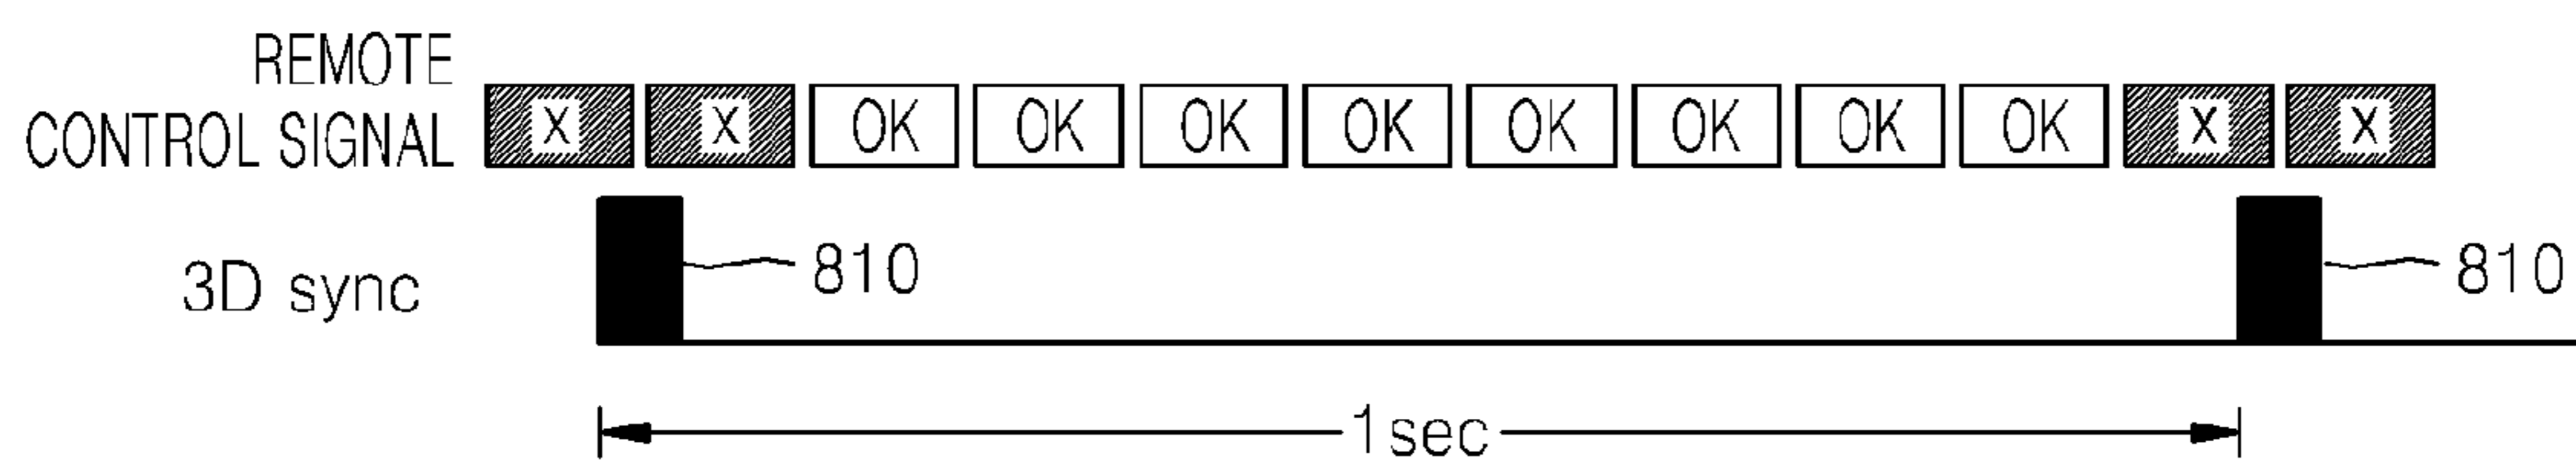 REMOTE
CONTROL SIGNAL X X OK OK OK OK OK OK OK OK X X
3D sync 810 810
1sec